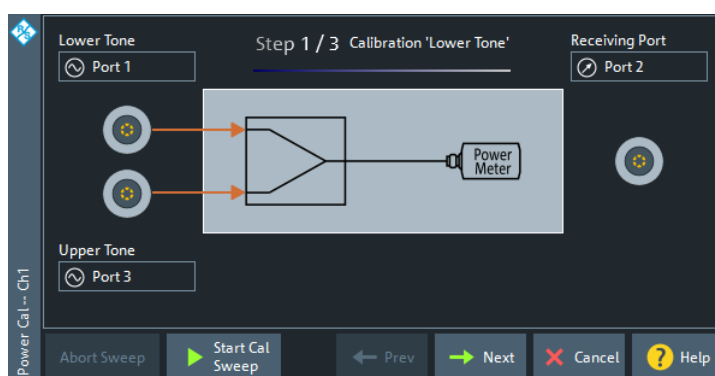 R&S
Lower Tone
Step 1 / 3 Calibration 'Lower Tone'
Receiving Port
Port 1
Port 2
Power
Meter
Upper Tone
Port 3
Power Cal -- Ch1
Abort Sweep
Start Cal
Sweep
Prev
Next
Cancel
? Help